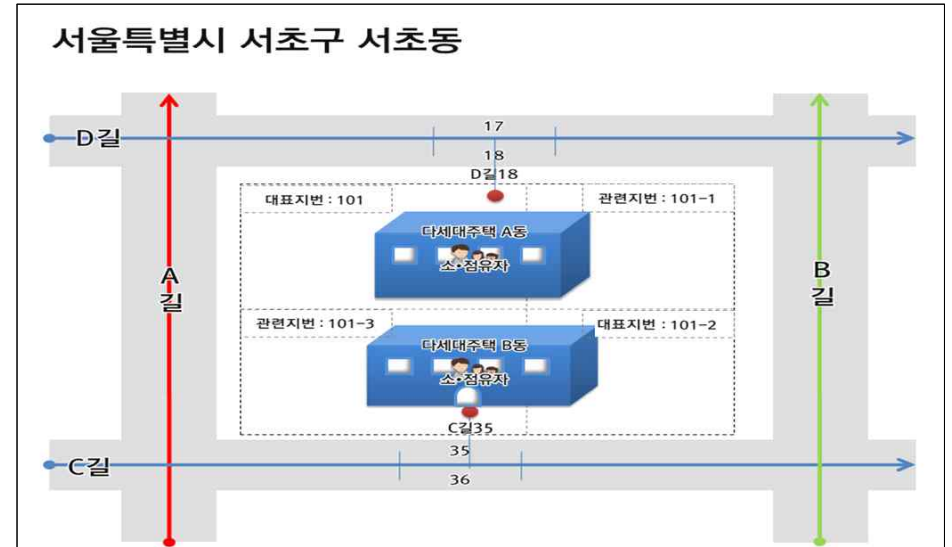 서울특별시 서초구 서초동
D길
17
18
D길18
대표지번 : 101
관련지번 : 101-1
다세대주택 A동
소•점유자
A
길
B
길
관련지번 : 101-3
대표지번 : 101-2
다세대주택 B동
소•점유자
C길35
C길
35
36